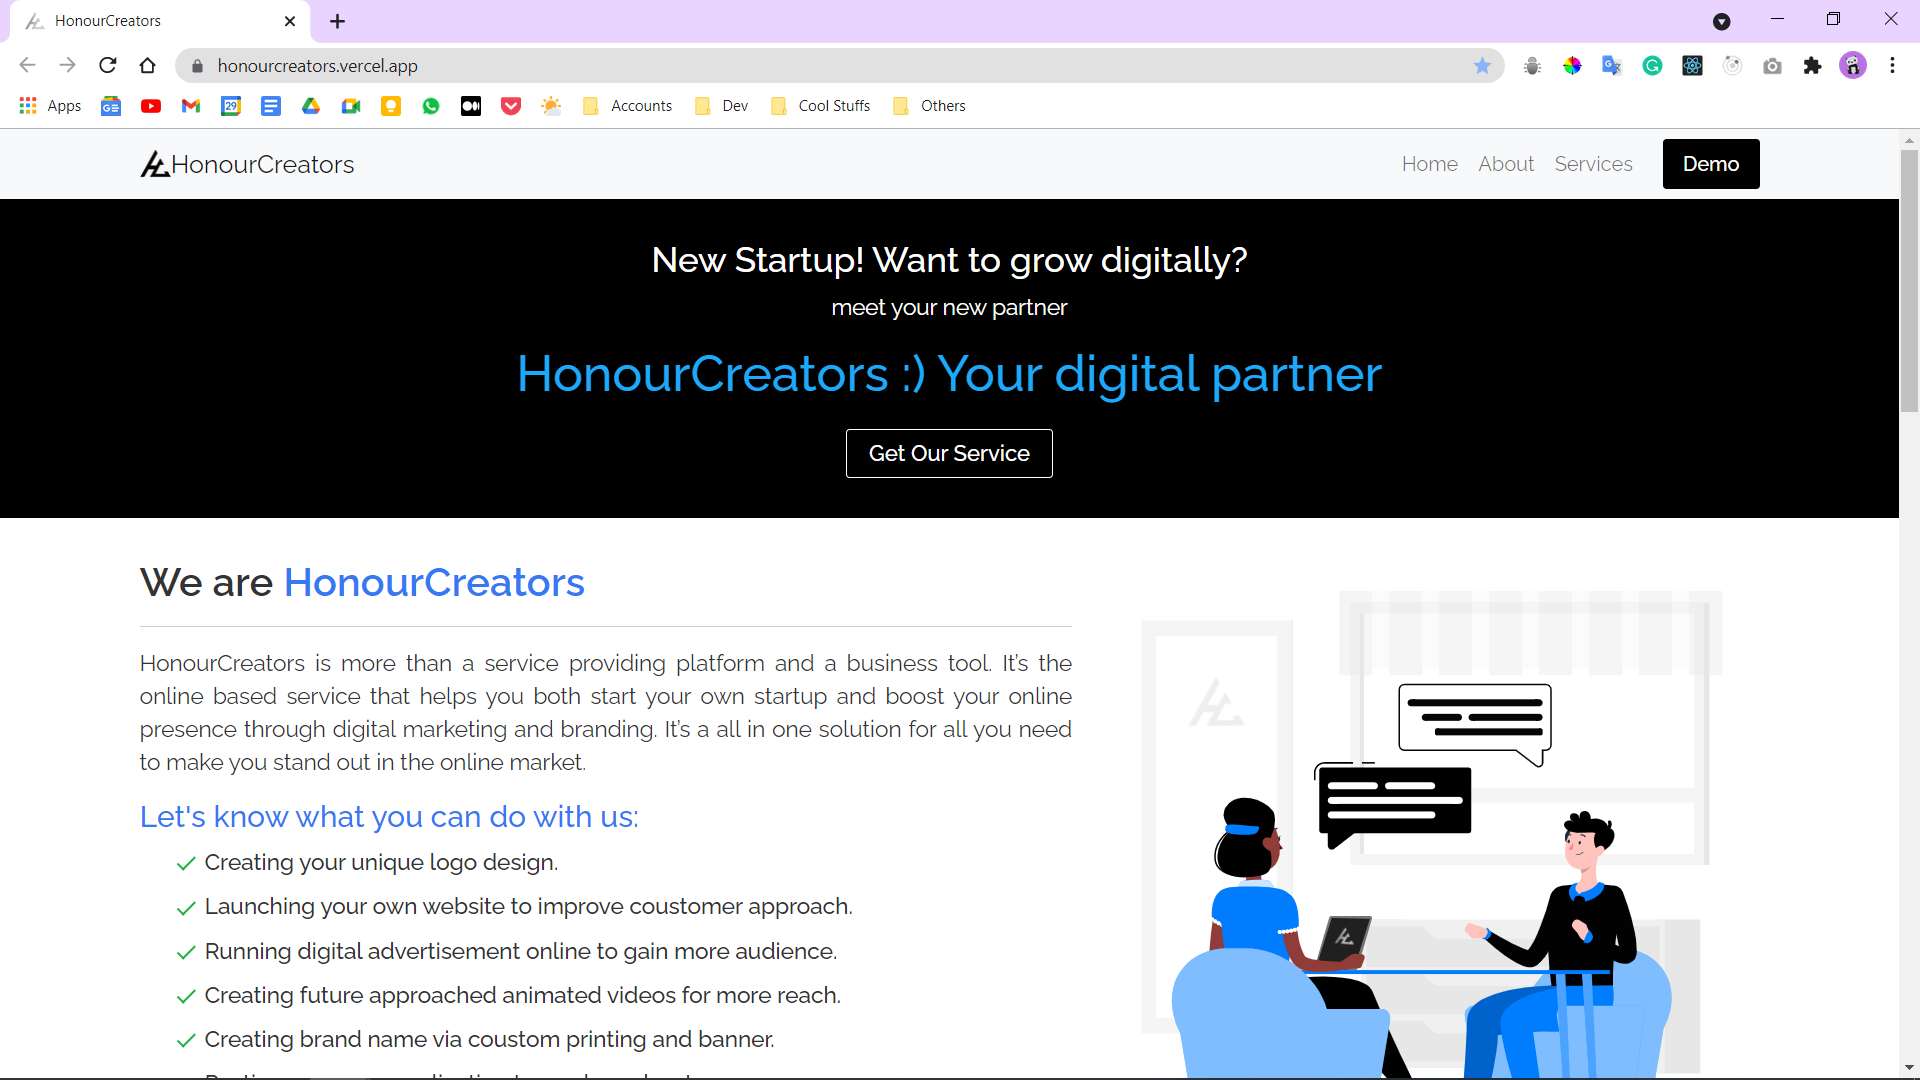 HonourCreators
honourcreators.vercel.app
Apps
29
Accounts
Dev
Cool Stuffs
Others
HonourCreators
Home
About
Services
Demo
New Startup! Want to grow digitally?
meet your new partner
HonourCreators :) Your digital partner
Get Our Service
We are HonourCreators
HonourCreators is more than a service providing platform and a business tool. It’s the
online based service that helps you both start your own startup and boost your online
presence through digital marketing and branding. It’s a all in one solution for all you need
to make you stand out in the online market.
Let's know what you can do with us:
Creating your unique logo design.
Launching your own website to improve coustomer approach.
Running digital advertisement online to gain more audience.
Creating future approached animated videos for more reach.
Creating brand name via coustom printing and banner.